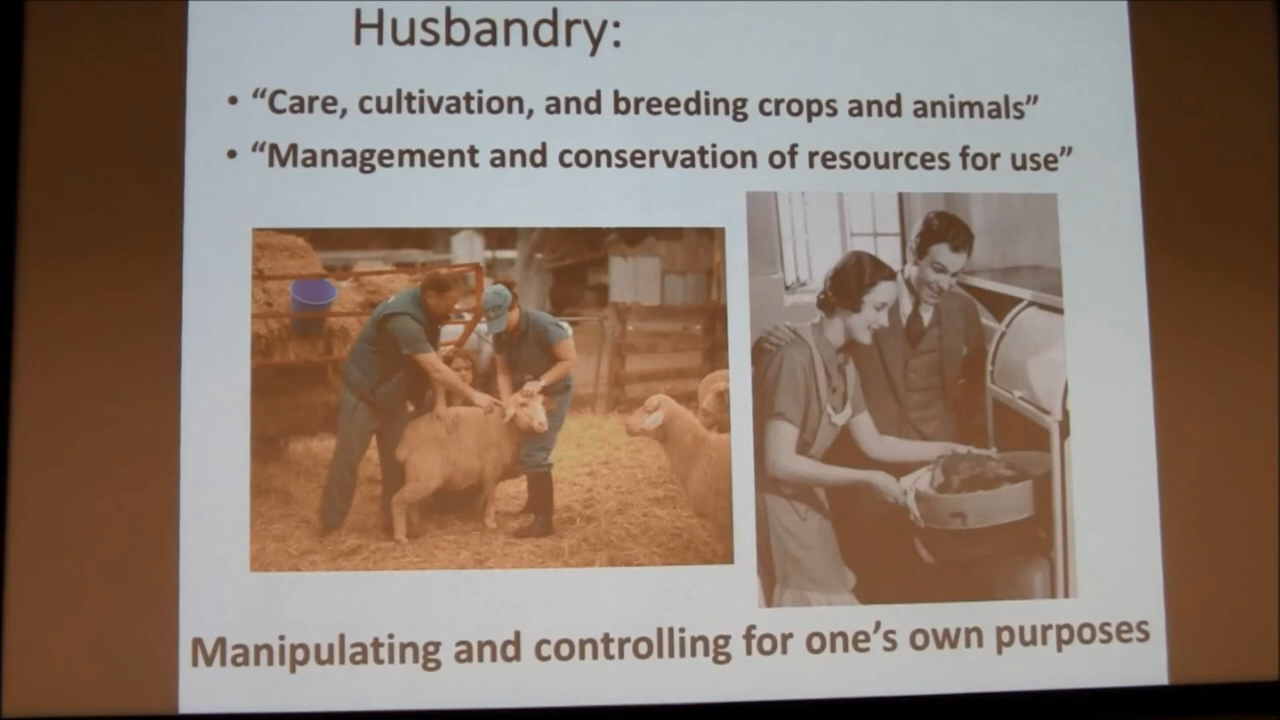 Husbandry:
• “Care, cultivation, and breeding crops and animals”
• “Management and conservation of resources for use”
Manipulating and controlling for one’s own purposes